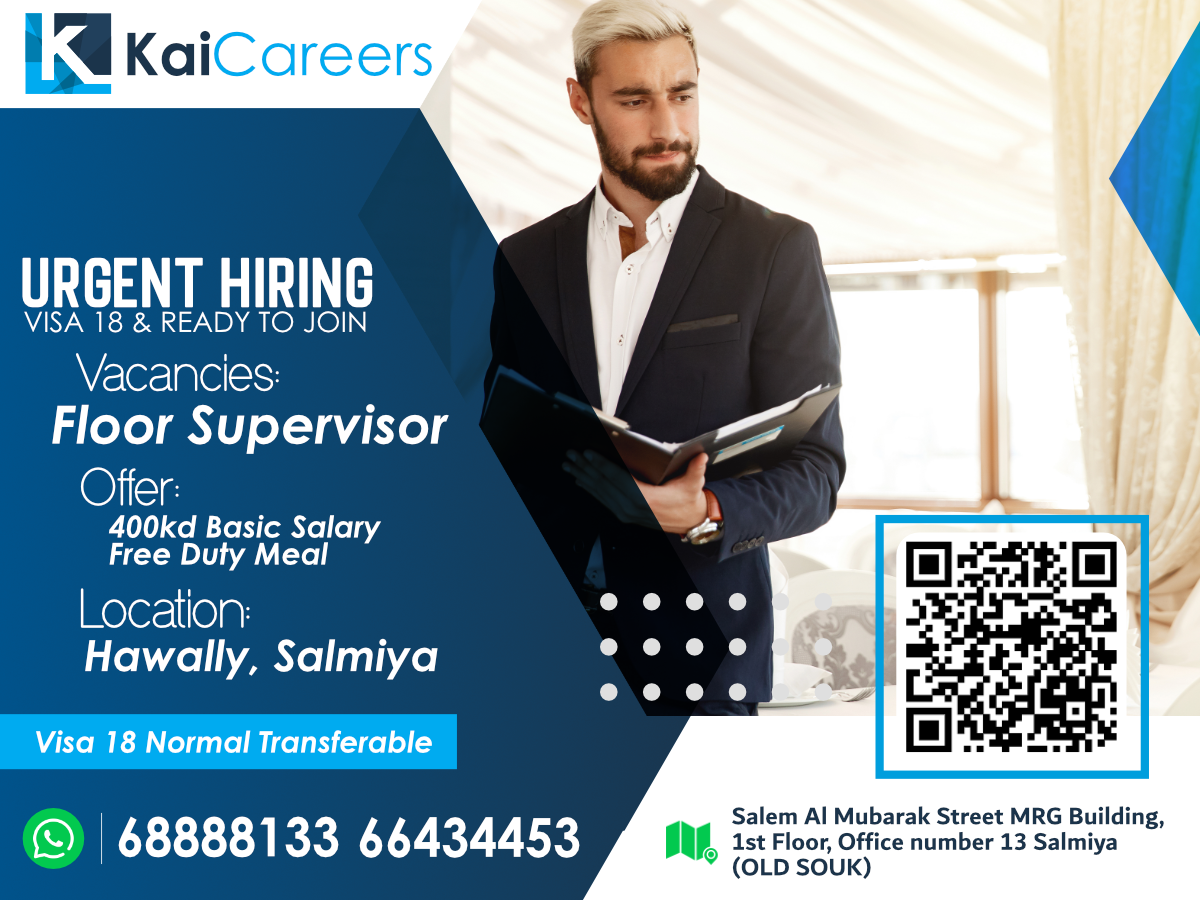 KaiCareers
URGENT HIRING
VISA 18 & READY TO JOIN
Vacancies:
Floor Supervisor
Offer:
400kd Basic Salary
Free Duty Meal
Location:
Hawally, Salmiya
Visa 18 Normal Transferable
68888133 66434453
Salem Al Mubarak Street MRG Building,
1st Floor, Office number 13 Salmiya
(OLD SOUK)